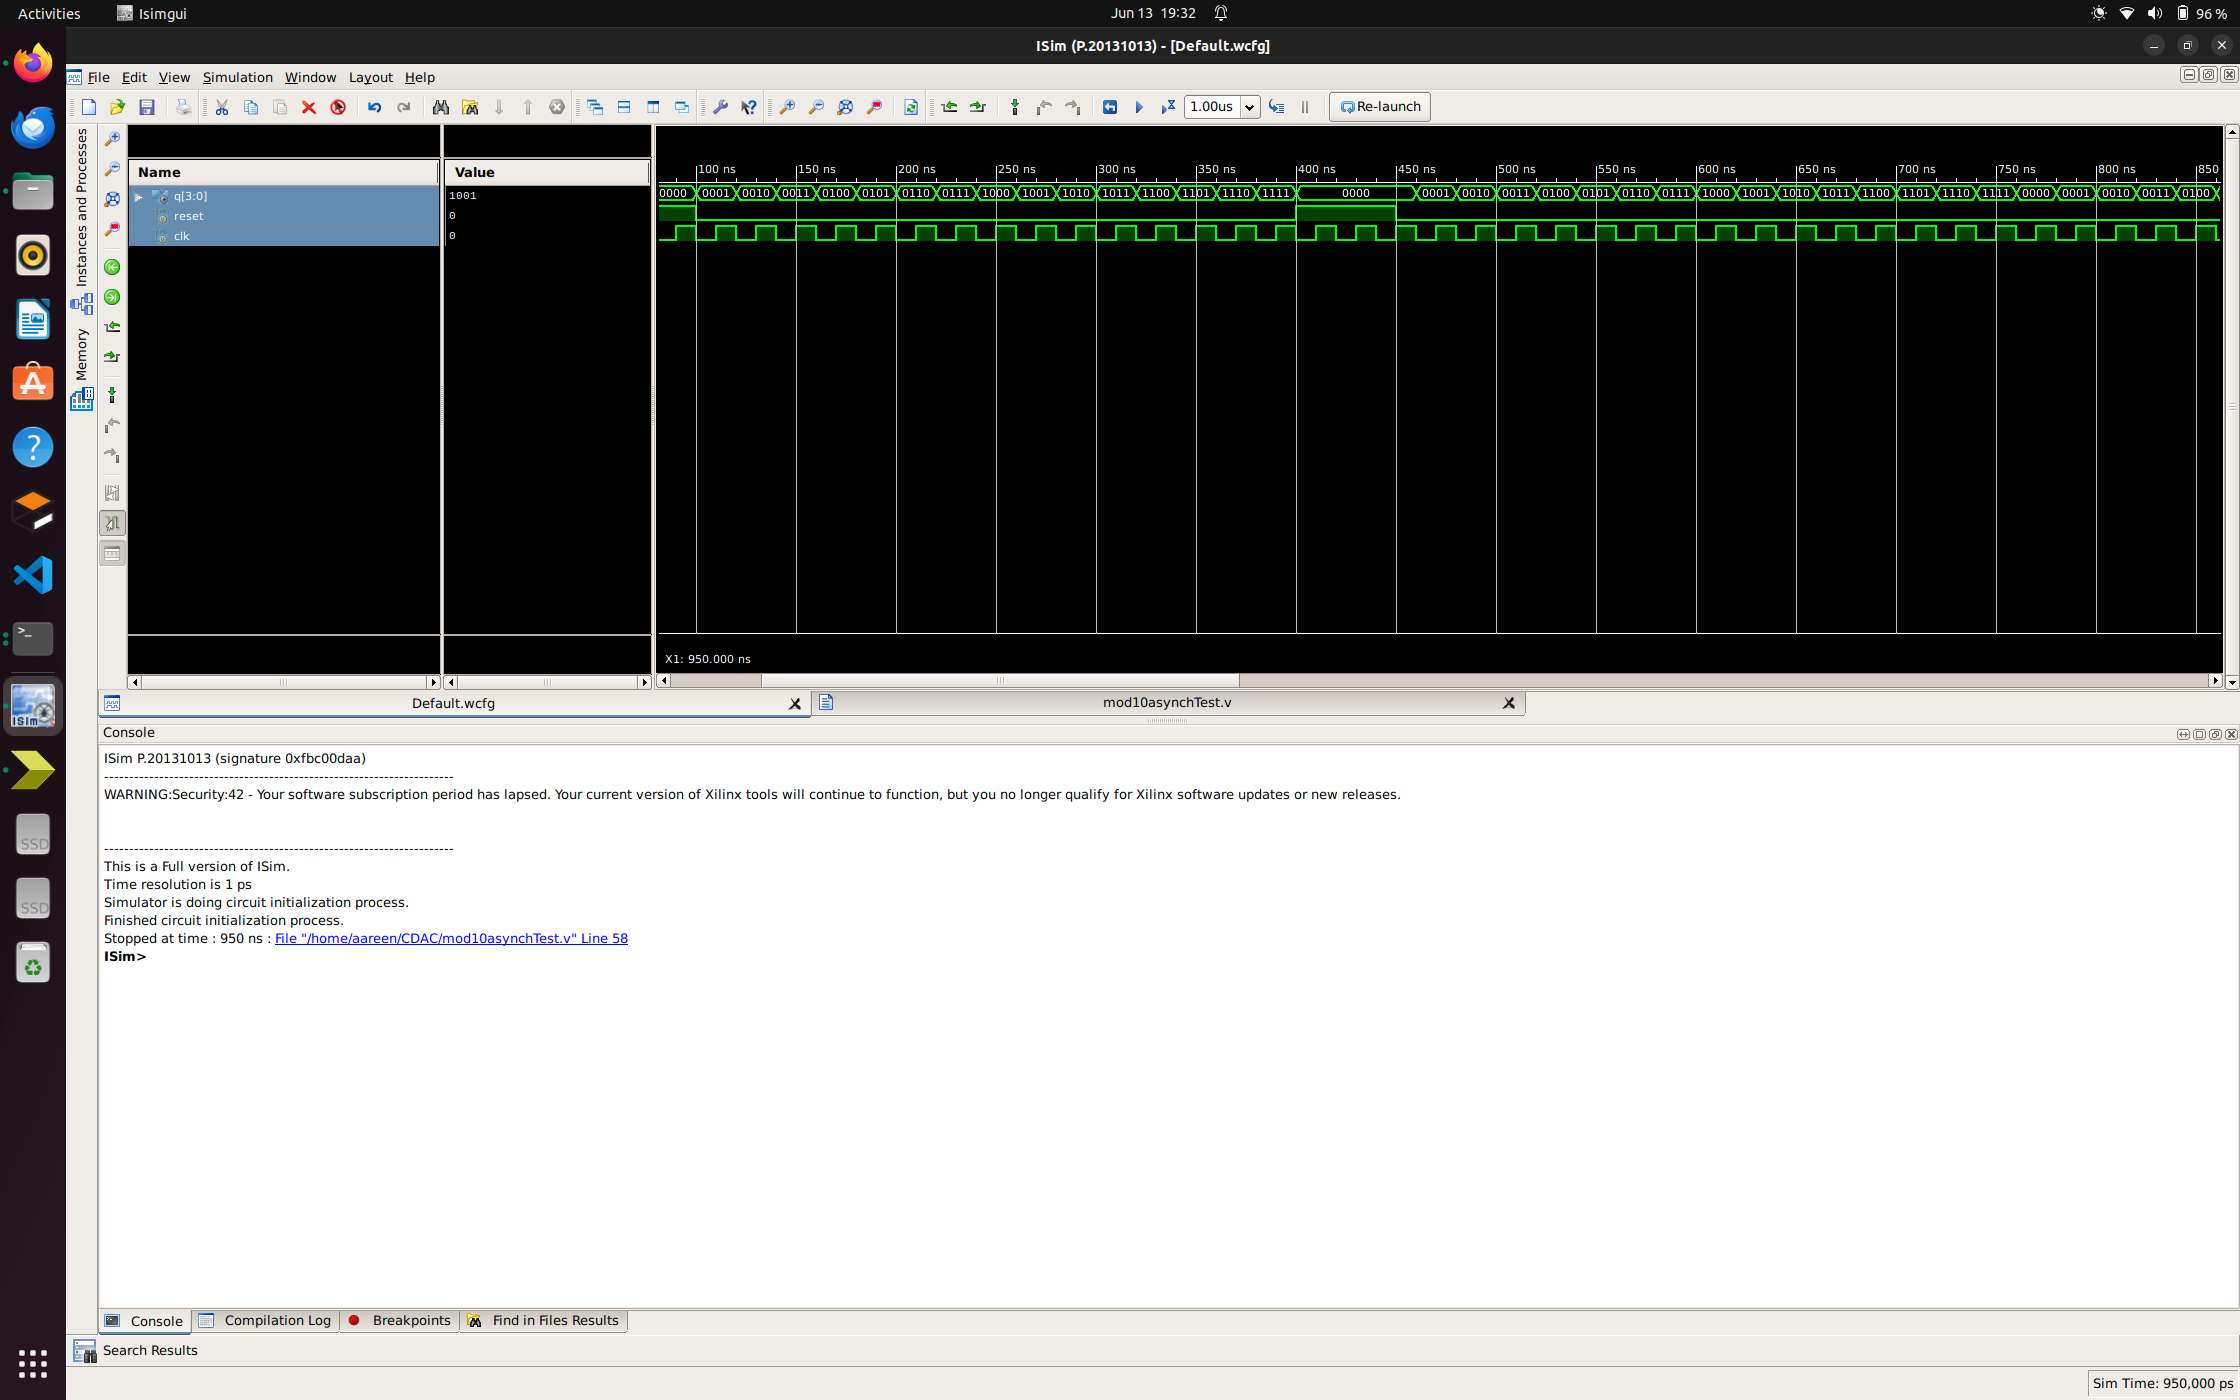 Activities Isimgui Jun 13 19:32 96 %
ISim (P.20131013) - [Default.wcfg]
File Edit View Simulation Window Layout Help
1.00us Re-launch
Instances and Processes
Memory
Name Value
q[3:0] 1001
reset 0
clk 0
100 ns 150 ns 200 ns 250 ns 300 ns 350 ns 400 ns 450 ns 500 ns 550 ns 600 ns 650 ns 700 ns 750 ns 800 ns 850
0000 0001 0010 0011 0100 0101 0110 0111 1000 1001 1010 1011 1100 1101 1110 1111 0000 0001 0010 0011 0100 0101 0110 0111 1000 1001 1010 1011 1100 1101 1110 1111 0000 0001 0010 0011 0100
X1: 950.000 ns
Default.wcfg mod10asynchTest.v
Console
ISim P.20131013 (signature 0xfbc00daa)
----------------------------------------------------------------------
WARNING:Security:42 - Your software subscription period has lapsed. Your current version of Xilinx tools will continue to function, but you no longer qualify for Xilinx software updates or new releases.
----------------------------------------------------------------------
This is a Full version of ISim.
Time resolution is 1 ps
Simulator is doing circuit initialization process.
Finished circuit initialization process.
Stopped at time : 950 ns : File "/home/aareen/CDAC/mod10asynchTest.v" Line 58
ISim>
Console Compilation Log Breakpoints Find in Files Results
Search Results
Sim Time: 950,000 ps
ISim
SSD
SSD